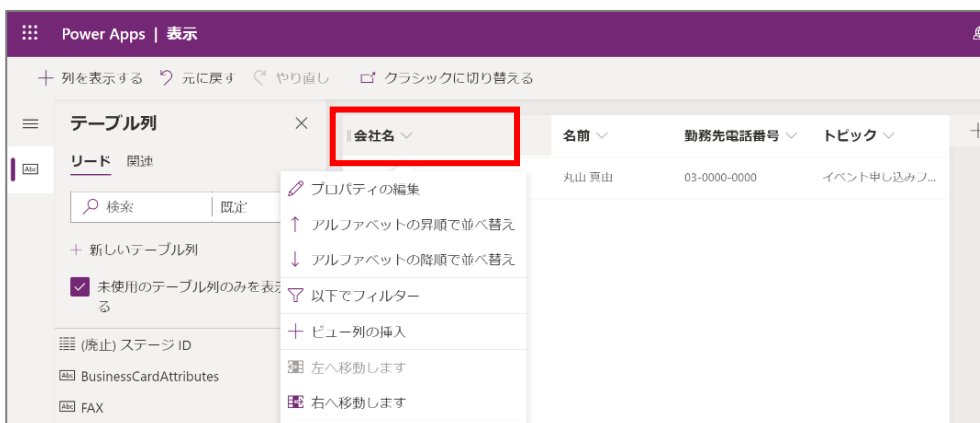 Power Apps | 表示
列を表示する 元に戻す やり直し クラシックに切り替える
テーブル列
リード 関連
検索 既定
新しいテーブル列
未使用のテーブル列のみを表示
る
(廃止) ステージ ID
Abc BusinessCardAttributes
Abc FAX
Abc
会社名 名前 勤務先電話番号 トピック
丸山 真由 03-0000-0000 イベント申し込みフ...
プロパティの編集
アルファベットの昇順で並べ替え
アルファベットの降順で並べ替え
以下でフィルター
ビュー列の挿入
左へ移動します
右へ移動します